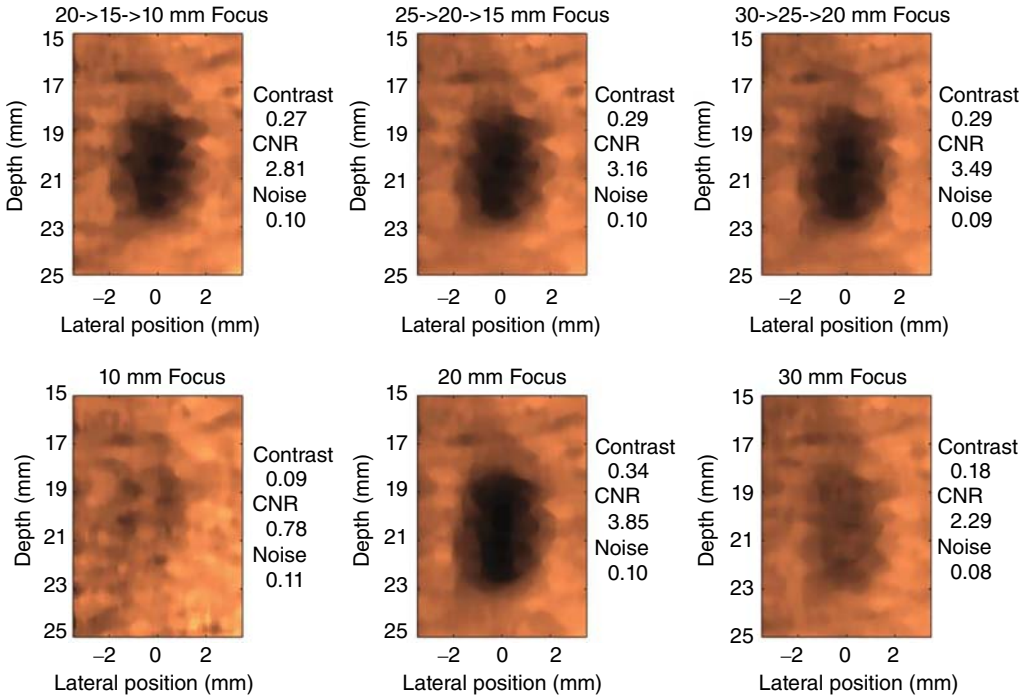 20->15->10 mm Focus
15
17
19
21
23
25
Depth (mm)
−2 0 2
Lateral position (mm)
Contrast
0.27
CNR
2.81
Noise
0.10
25->20->15 mm Focus
15
17
19
21
23
25
Depth (mm)
−2 0 2
Lateral position (mm)
Contrast
0.29
CNR
3.16
Noise
0.10
30->25->20 mm Focus
15
17
19
21
23
25
Depth (mm)
−2 0 2
Lateral position (mm)
Contrast
0.29
CNR
3.49
Noise
0.09
10 mm Focus
15
17
19
21
23
25
Depth (mm)
−2 0 2
Lateral position (mm)
Contrast
0.09
CNR
0.78
Noise
0.11
20 mm Focus
15
17
19
21
23
25
Depth (mm)
−2 0 2
Lateral position (mm)
Contrast
0.34
CNR
3.85
Noise
0.10
30 mm Focus
15
17
19
21
23
25
Depth (mm)
−2 0 2
Lateral position (mm)
Contrast
0.18
CNR
2.29
Noise
0.08